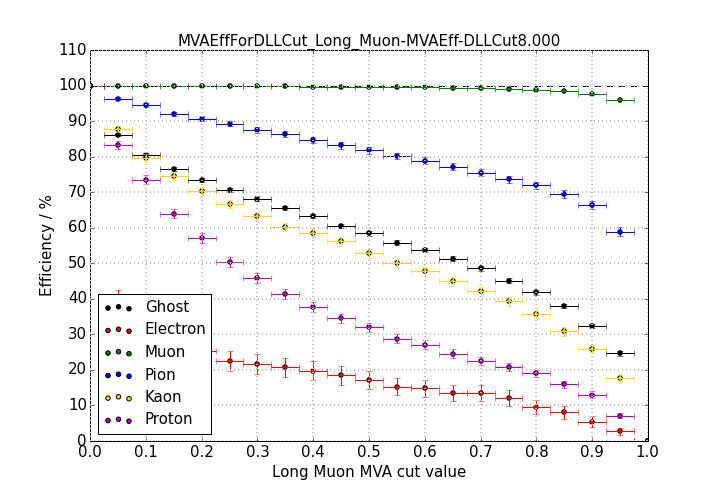 MVAEffForDLLCut_Long_Muon-MVAEff-DLLCut8.000
110
100
90
80
70
60
50
40
30
20
10
0
Efficiency / %
Ghost
Electron
Muon
Pion
Kaon
Proton
0.0 0.1 0.2 0.3 0.4 0.5 0.6 0.7 0.8 0.9 1.0
Long Muon MVA cut value